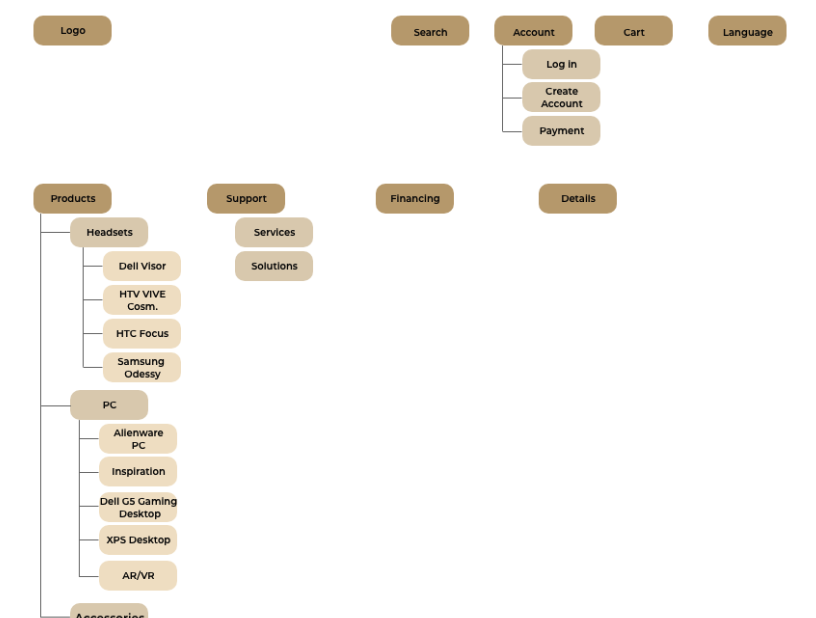 Logo
Search
Account
Cart
Language
Log in
Create
Account
Payment
Products
Support
Financing
Details
Headsets
Services
Dell Visor
Solutions
HTV VIVE
Cosm.
HTC Focus
Samsung
Odessy
PC
Alienware
PC
Inspiration
Dell G5 Gaming
Desktop
XPS Desktop
AR/VR
Accessories